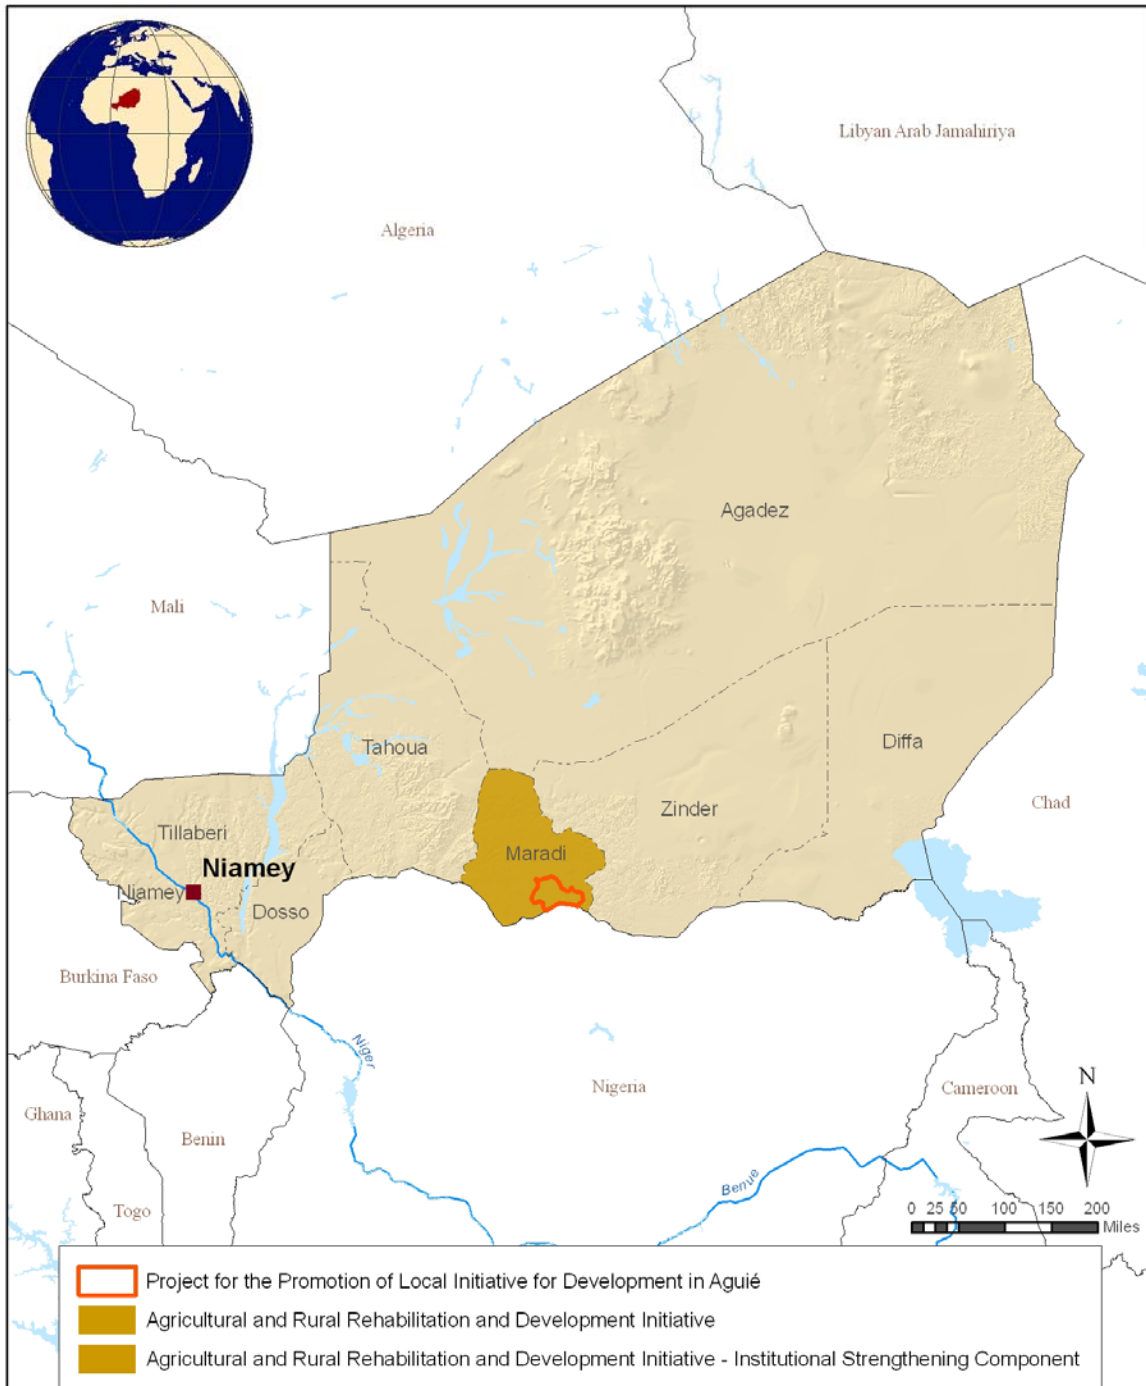 Libyan Arab Jamahiriya
Algeria
Agadez
Mali
Tahoua
Diffa
Zinder
Chad
Tillaberi
Maradi
Niamey
Niamey
Dosso
Burkina Faso
Niger
Nigeria
Cameroon
N
Ghana
Benin
Benue
Togo
0 25 50 100 150 200
Miles
Project for the Promotion of Local Initiative for Development in Aguié
Agricultural and Rural Rehabilitation and Development Initiative
Agricultural and Rural Rehabilitation and Development Initiative - Institutional Strengthening Component